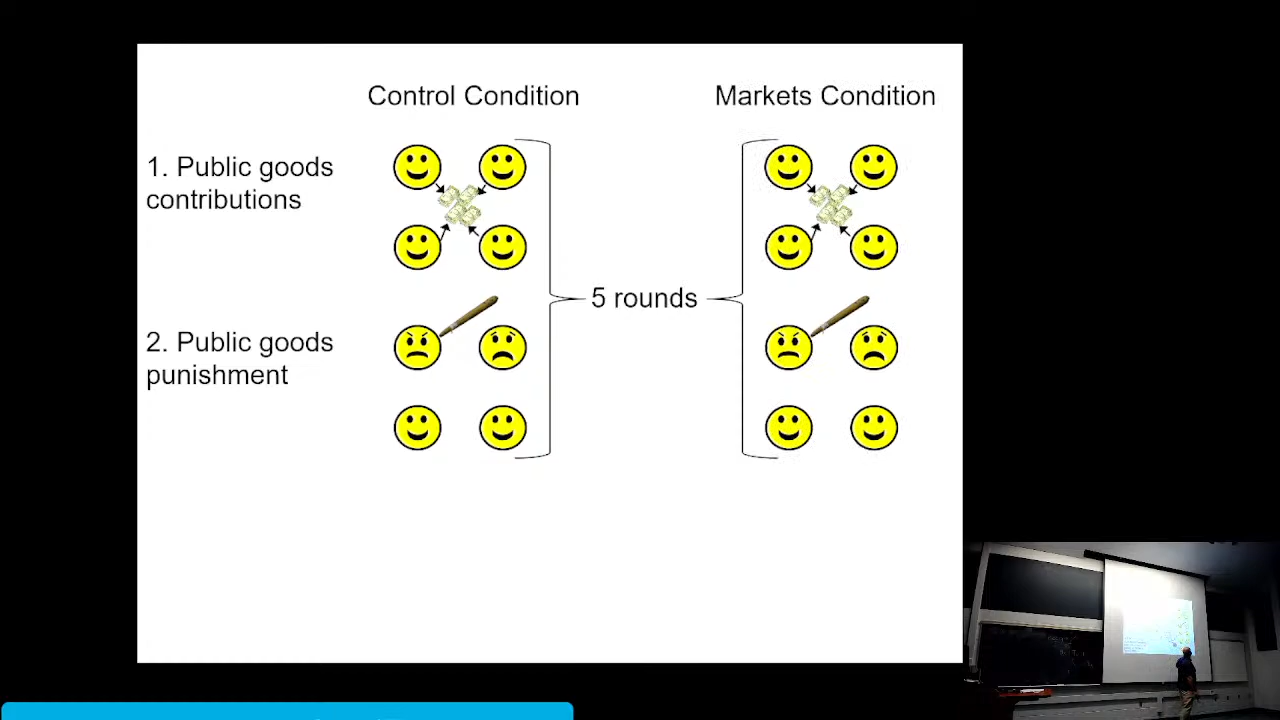 Control Condition
Markets Condition
1. Public goods
contributions
5 rounds
2. Public goods
punishment